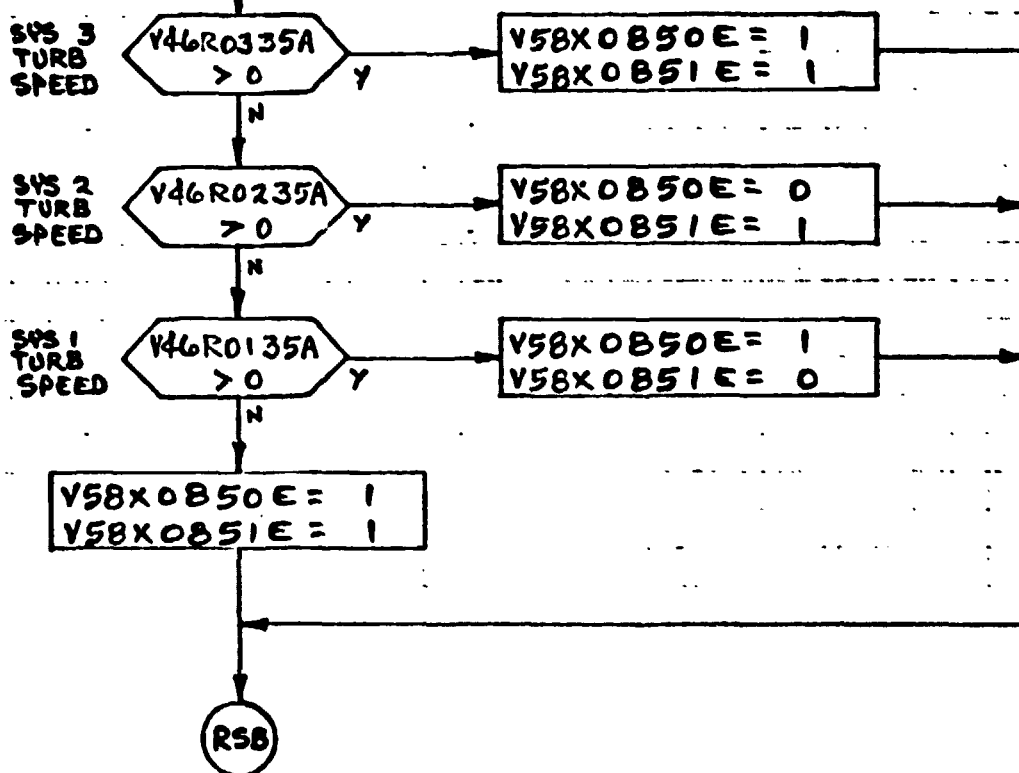 SYS 3
TURB
SPEED
V46R0335A
> 0
Y
N
V58X0850E = 1
V58X0851E = 1
SYS 2
TURB
SPEED
V46R0235A
> 0
Y
N
V58X0850E = 0
V58X0851E = 1
SYS 1
TURB
SPEED
V46R0135A
> 0
Y
N
V58X0850E = 1
V58X0851E = 0
V58X0850E = 1
V58X0851E = 1
RSB